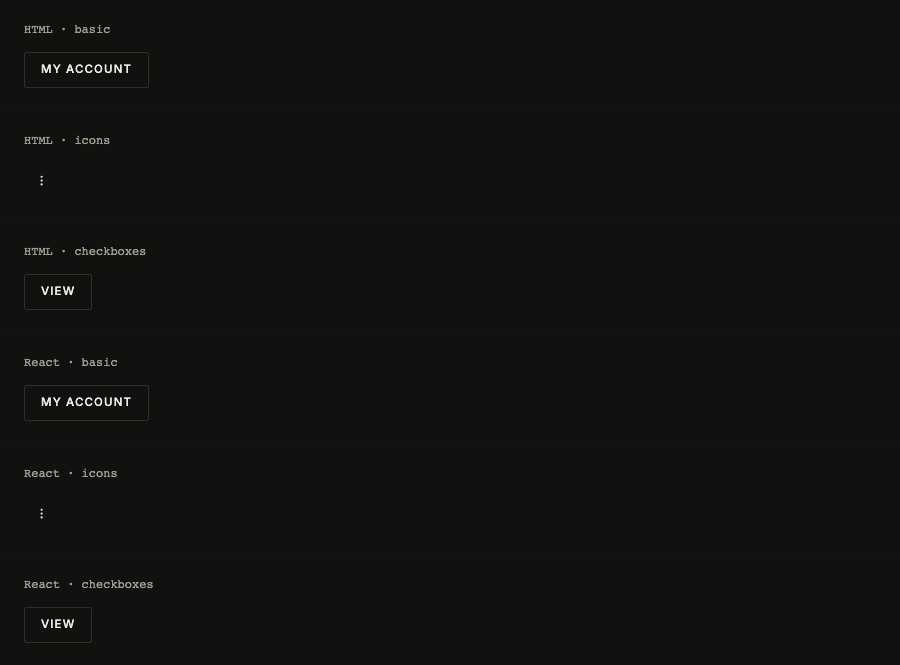 HTML · basic
MY ACCOUNT
HTML · icons
HTML · checkboxes
VIEW
React · basic
MY ACCOUNT
React · icons
React · checkboxes
VIEW